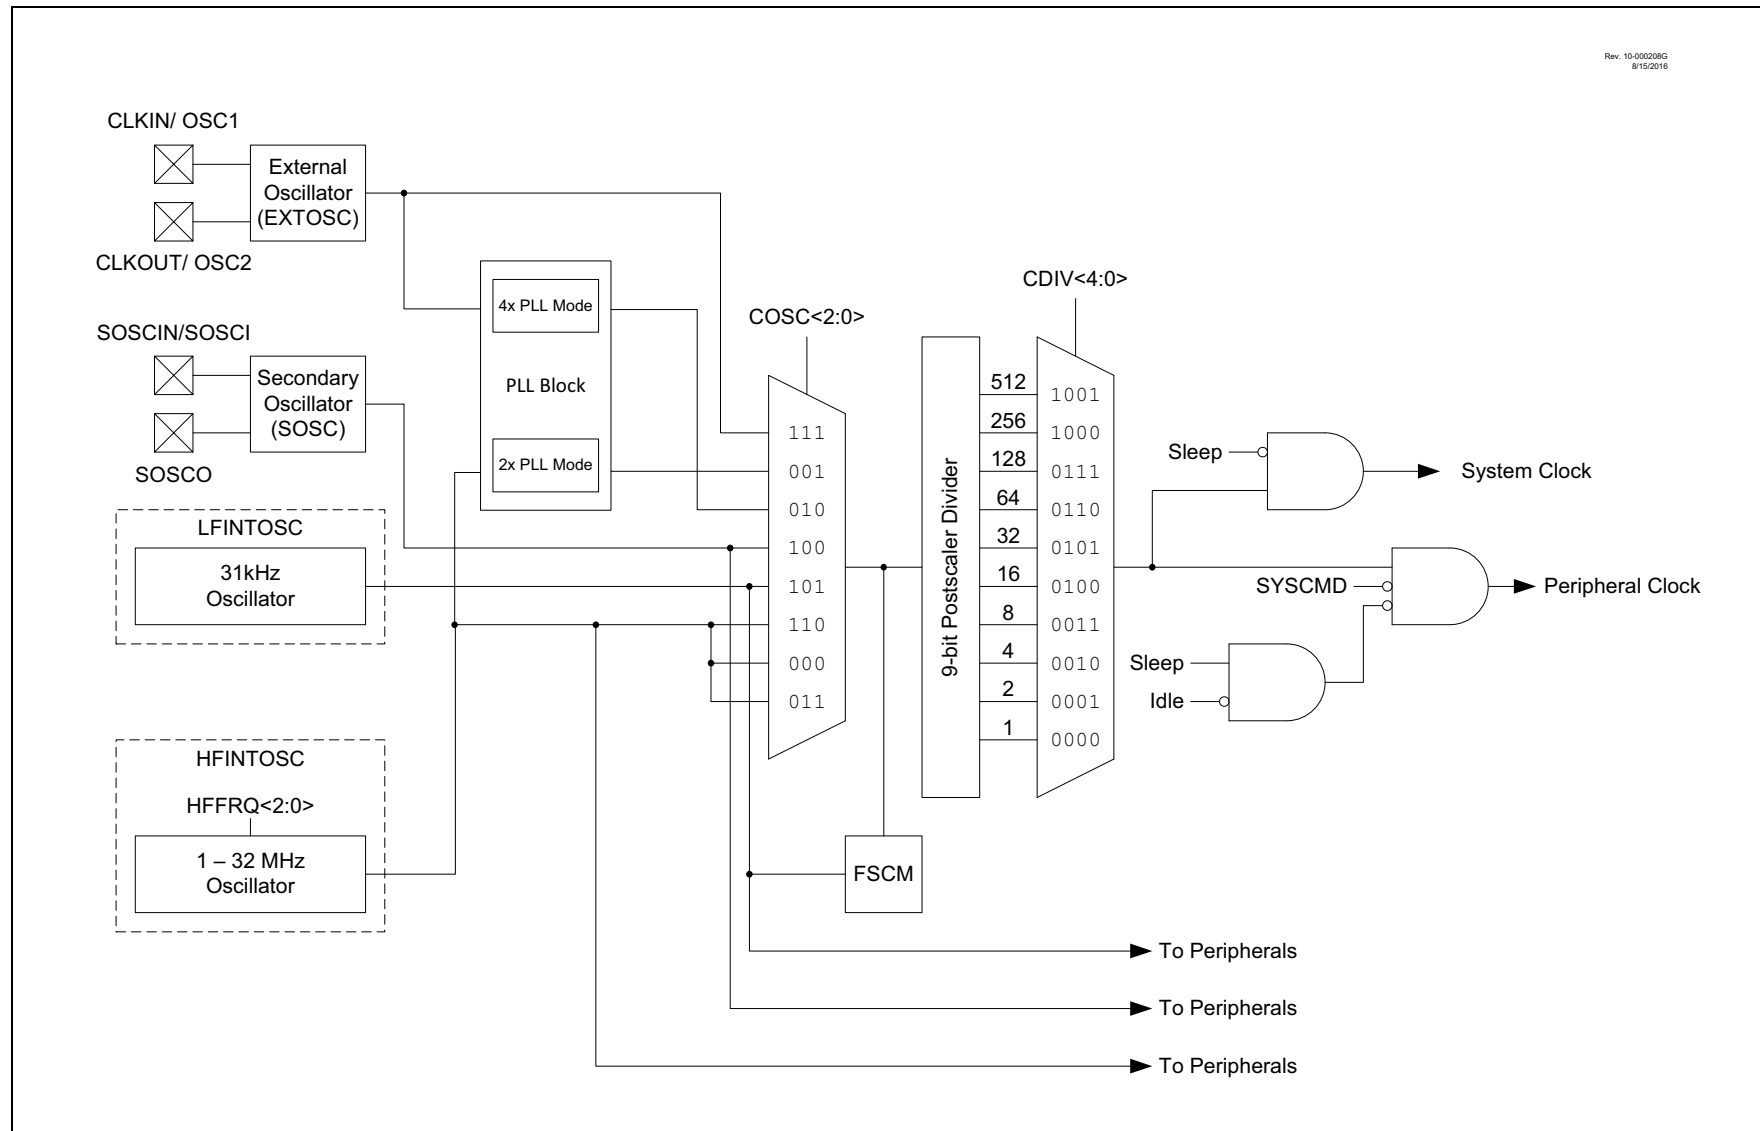 Rev. 10-000208G
8/15/2016
CLKIN/ OSC1
External
Oscillator
(EXTOSC)
CLKOUT/ OSC2
SOSCIN/SOSCI
Secondary
Oscillator
(SOSC)
SOSCO
LFINTOSC
31kHz
Oscillator
HFINTOSC
HFFRQ<2:0>
1 – 32 MHz
Oscillator
4x PLL Mode
PLL Block
2x PLL Mode
COSC<2:0>
111
001
010
100
101
110
000
011
FSCM
9-bit Postscaler Divider
CDIV<4:0>
512
256
128
64
32
16
8
4
2
1
1001
1000
0111
0110
0101
0100
0011
0010
0001
0000
Sleep
System Clock
SYSCMD
Peripheral Clock
Sleep
Idle
To Peripherals
To Peripherals
To Peripherals